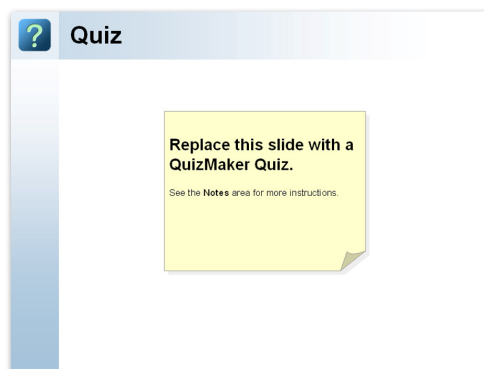 ?
Quiz
Replace this slide with a
QuizMaker Quiz.
See the Notes area for more instructions.